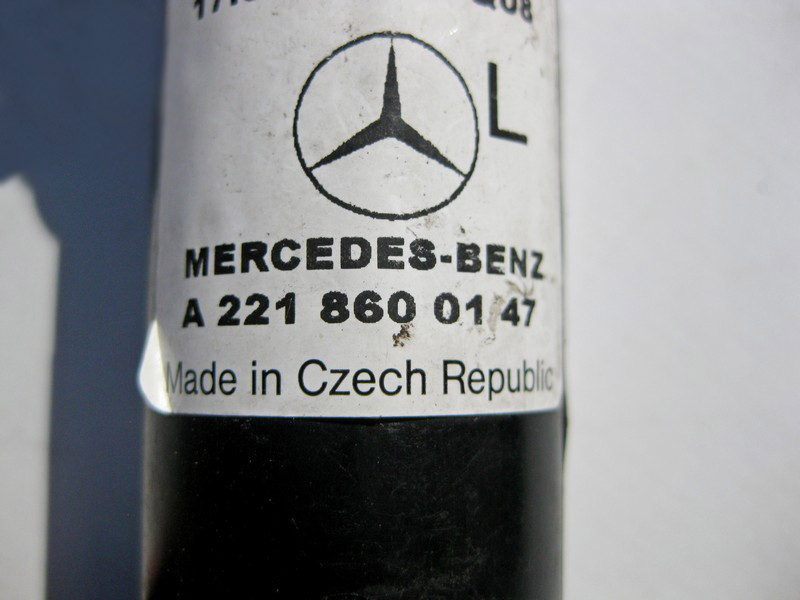 L
MERCEDES-BENZ
A 221 860 01 47
Made in Czech Republic